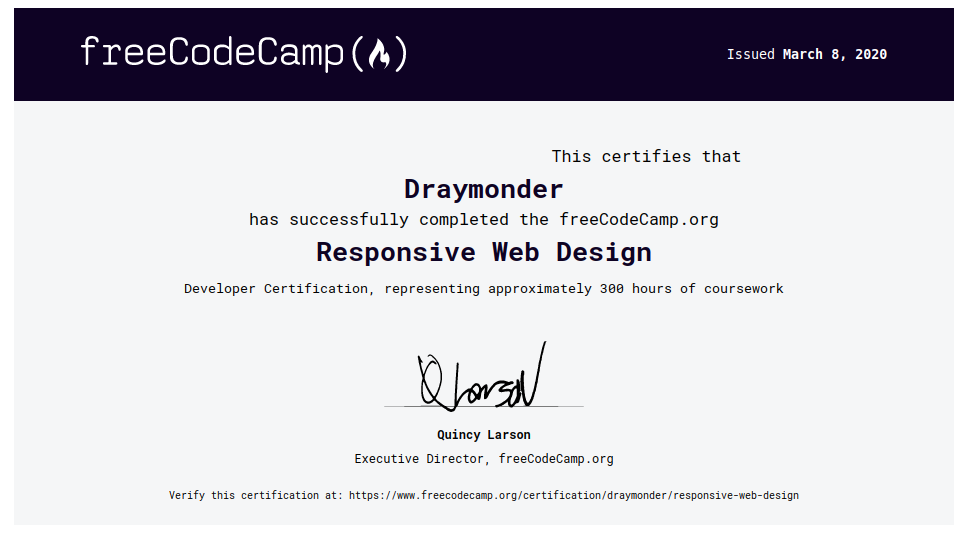 freeCodeCamp(🔥)
Issued March 8, 2020
This certifies that
Draymonder
has successfully completed the freeCodeCamp.org
Responsive Web Design
Developer Certification, representing approximately 300 hours of coursework
Q Larson
Quincy Larson
Executive Director, freeCodeCamp.org
Verify this certification at: https://www.freecodecamp.org/certification/draymonder/responsive-web-design